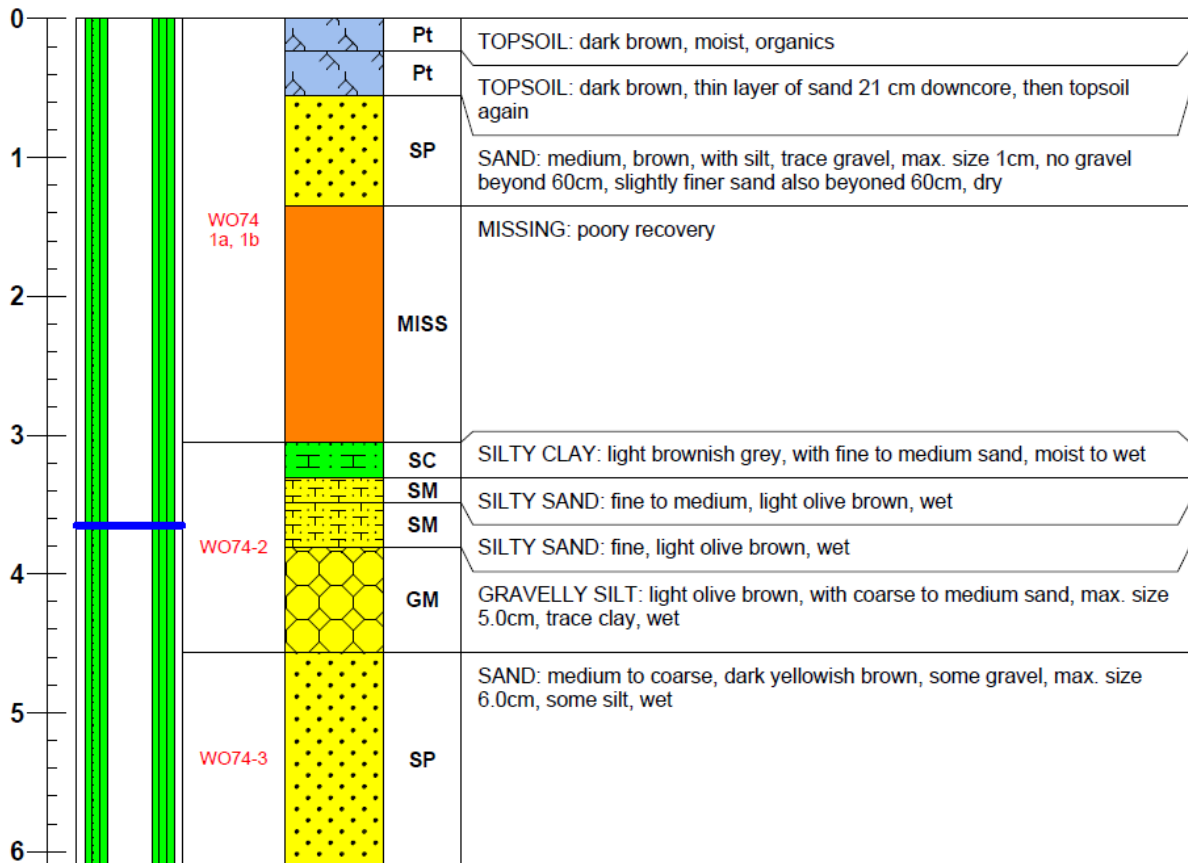 0
Pt
TOPSOIL: dark brown, moist, organics
Pt
TOPSOIL: dark brown, thin layer of sand 21 cm downcore, then topsoil
again
1
SP
SAND: medium, brown, with silt, trace gravel, max. size 1cm, no gravel
beyond 60cm, slightly finer sand also beyoned 60cm, dry
WO74
1a, 1b
MISSING: poory recovery
2
MISS
3
SC
SILTY CLAY: light brownish grey, with fine to medium sand, moist to wet
SM
SILTY SAND: fine to medium, light olive brown, wet
SM
SILTY SAND: fine, light olive brown, wet
WO74-2
4
GM
GRAVELLY SILT: light olive brown, with coarse to medium sand, max. size
5.0cm, trace clay, wet
SAND: medium to coarse, dark yellowish brown, some gravel, max. size
6.0cm, some silt, wet
5
WO74-3
SP
6